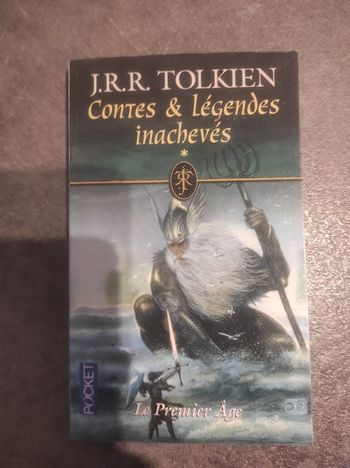 J.R.R. TOLKIEN
Contes & légendes
inachevés
*
Le Premier Âge
POCKET